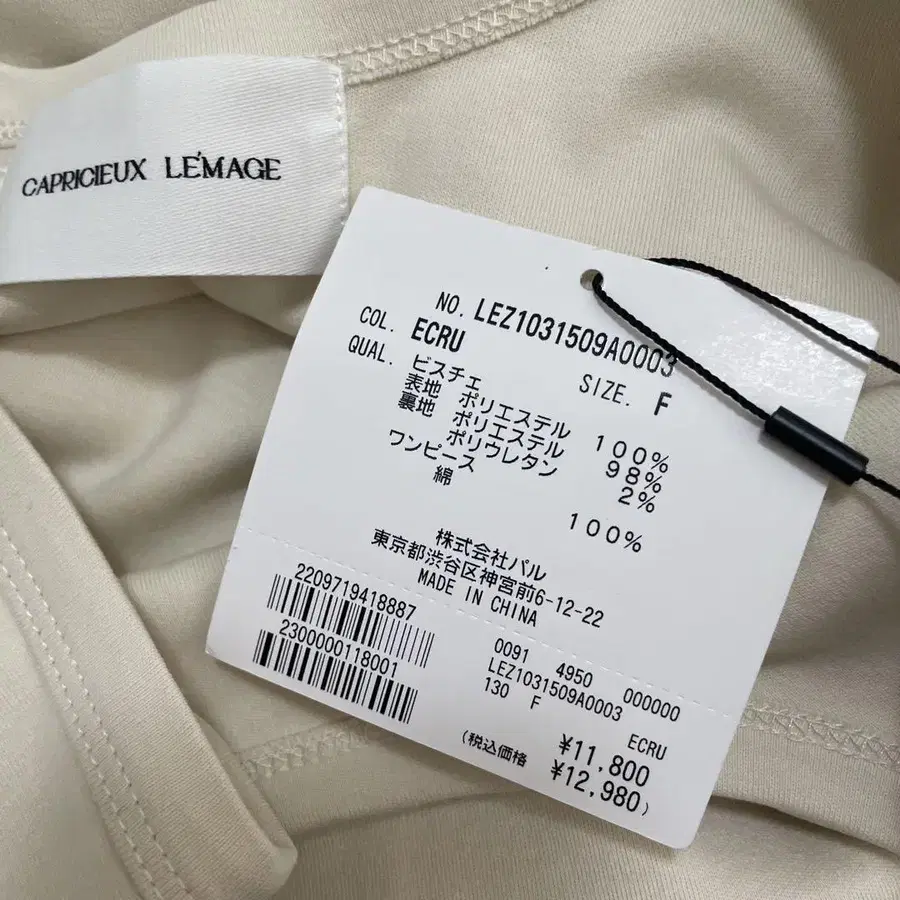 CAPRICIEUX LE'MAGE
NO. LEZ1031509A0003
COL. ECRU SIZE. F
QUAL. ビスチェ
表地 ポリエステル 100%
裏地 ポリエステル 98%
ポリウレタン 2%
ワンピース
綿 100%
株式会社パル
東京都渋谷区神宮前6-12-22
MADE IN CHINA
2209719418887
2300000118001
0091 4950 000000
LEZ1031509A0003
130 F ECRU
¥11,800
(税込価格 ¥12,980)